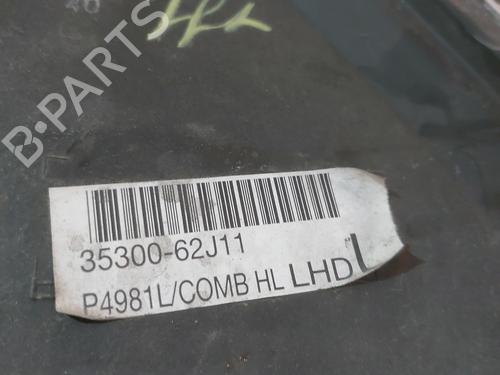 B-PARTS
35300-62J11
P4981L/COMB HL LHD L